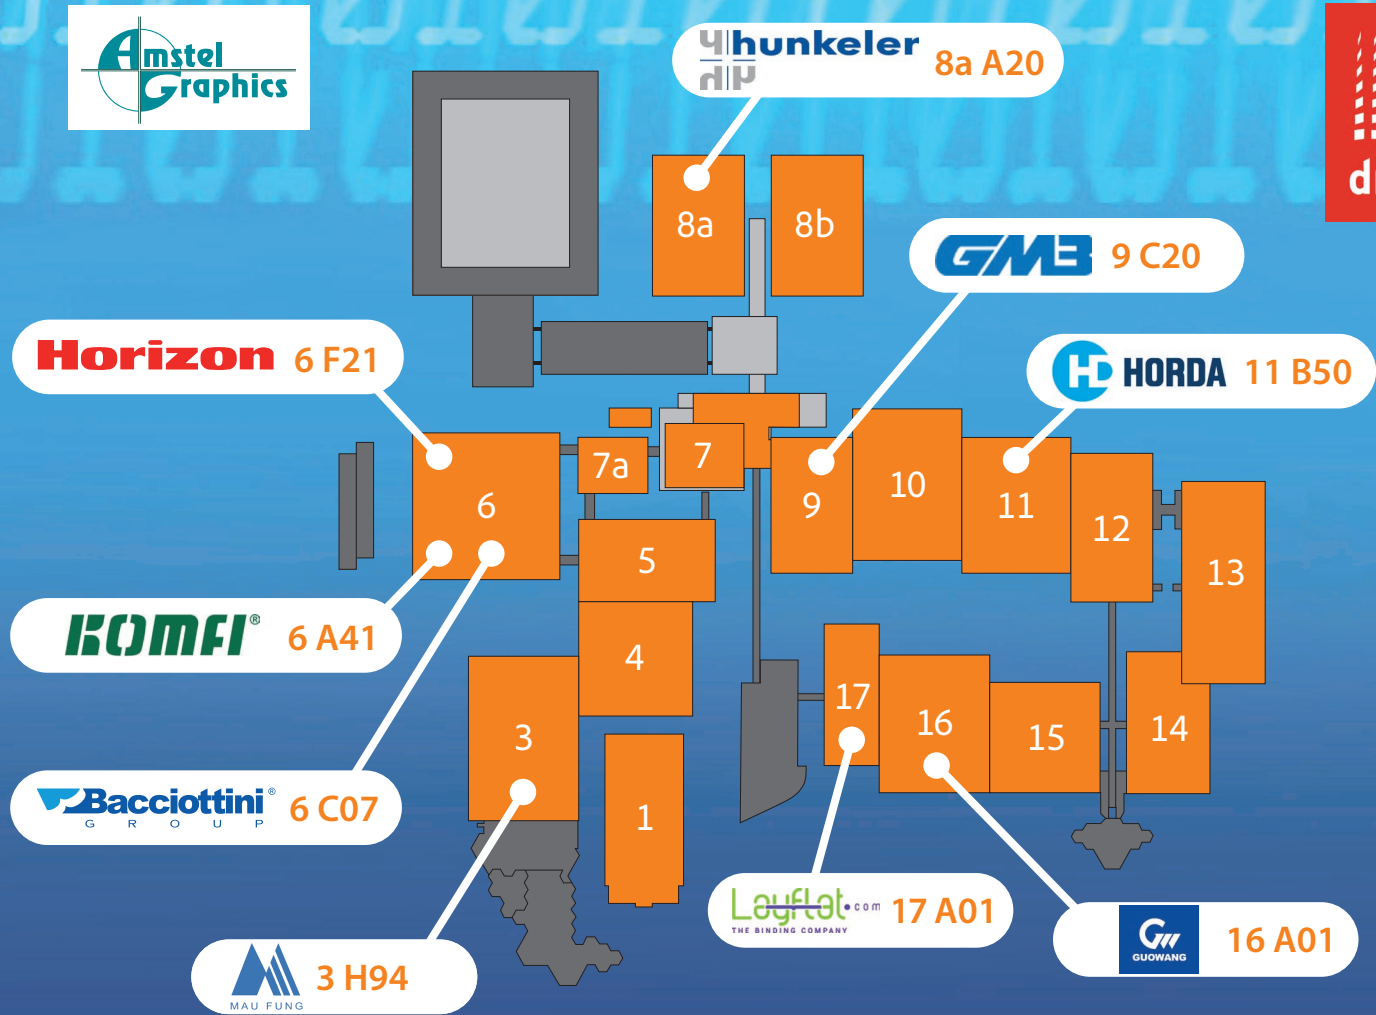 Amstel
Graphics
hunkeler 8a A20
8a
8b
GMB 9 C20
Horizon 6 F21
HORDA 11 B50
7
7a
6
5
4
3
1
9
10
11
12
13
14
15
16
17
KOMFI® 6 A41
Bacciottini®
GROUP
6 C07
Layflat.com
THE BINDING COMPANY
17 A01
GUOWANG
16 A01
MAU FUNG
3 H94